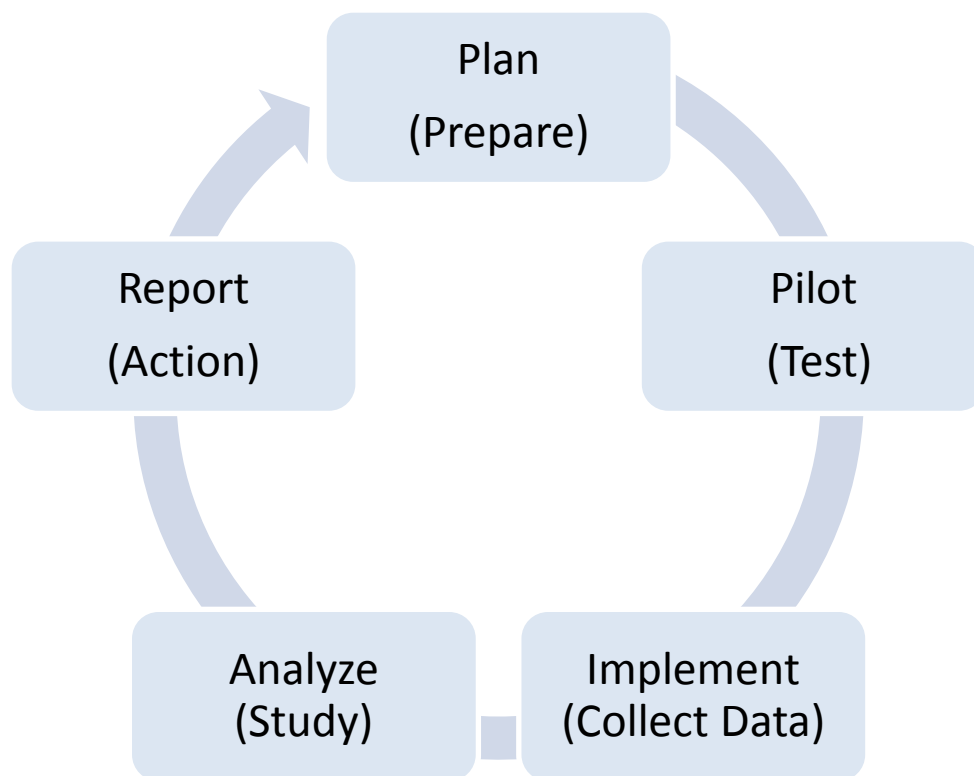 Plan
(Prepare)
Pilot
(Test)
Implement
(Collect Data)
Analyze
(Study)
Report
(Action)